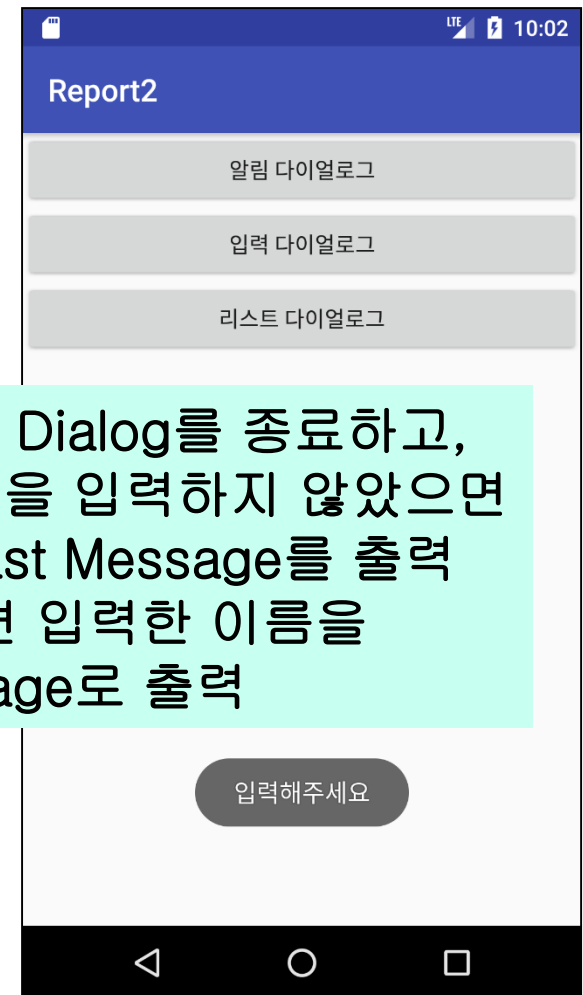 LTE 10:02
Report2
알림 다이얼로그
입력 다이얼로그
리스트 다이얼로그
Dialog를 종료하고,
을 입력하지 않았으면
st Message를 출력
입력한 이름을
age로 출력
입력해주세요